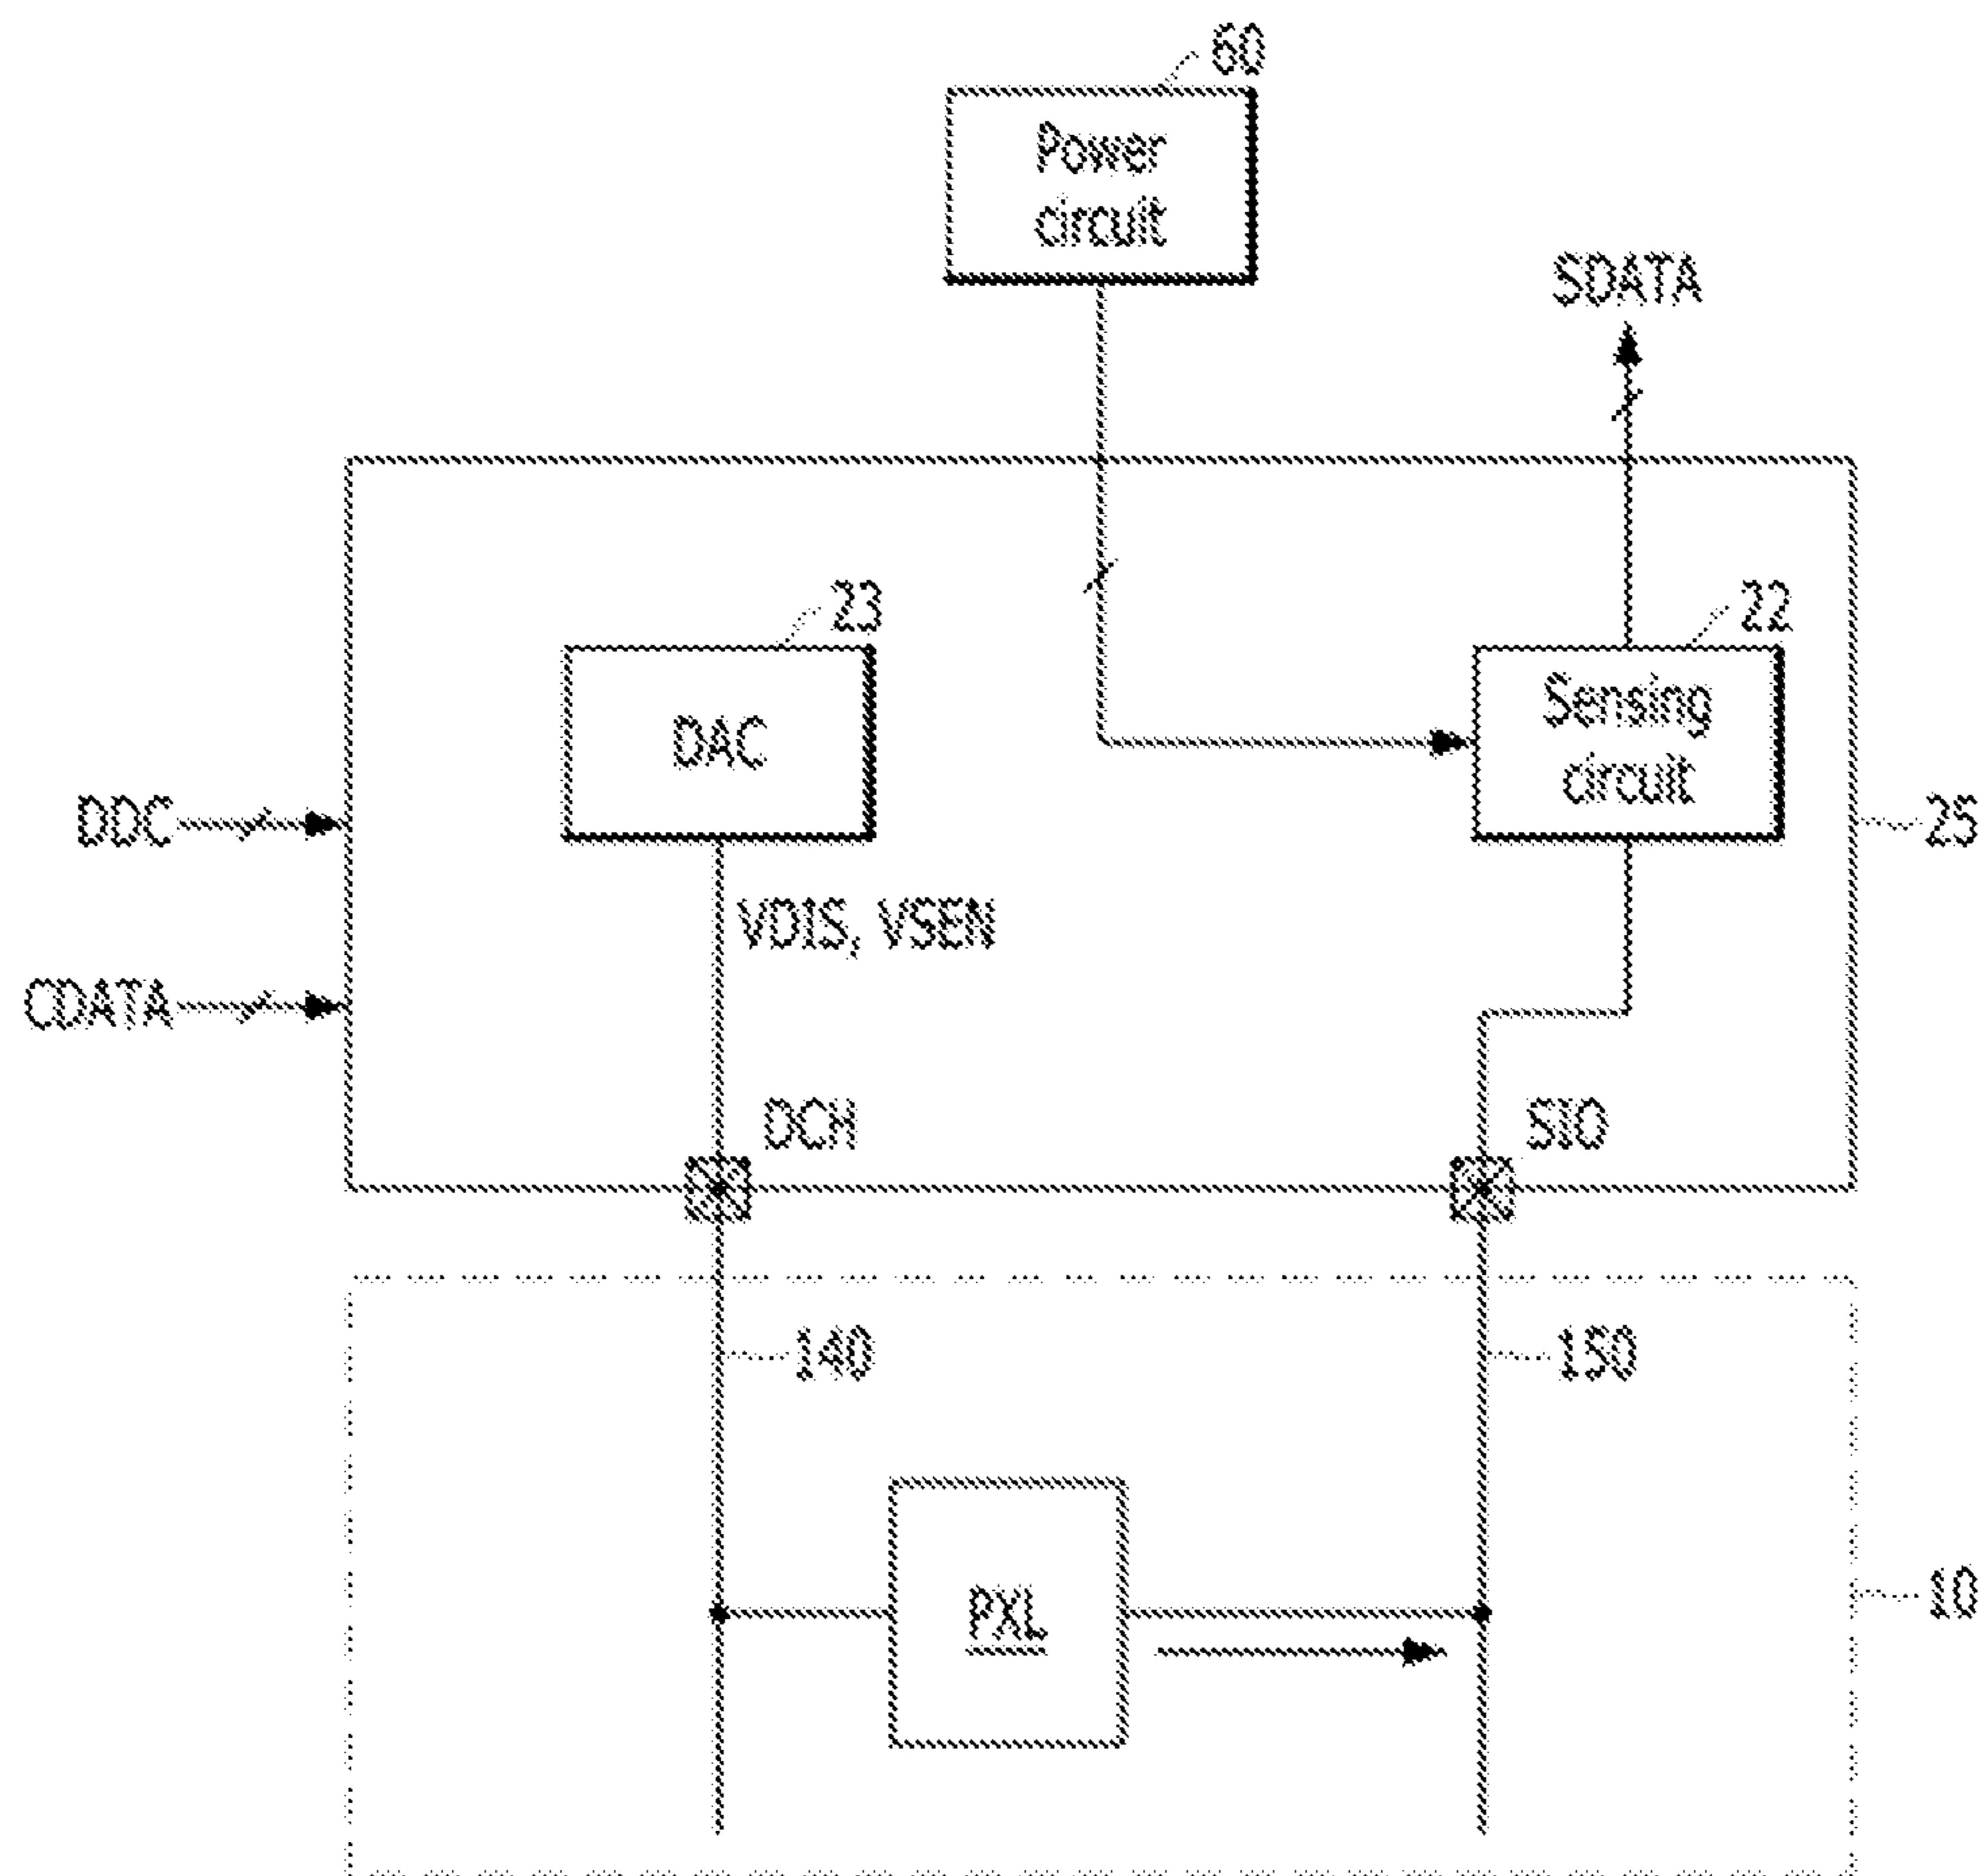 60
Power
circuit
SDATA
23
22
DAC
Sensing
circuit
DDC
25
VDIS, VSEN
CDATA
DCH
SIO
140
150
PXL
10